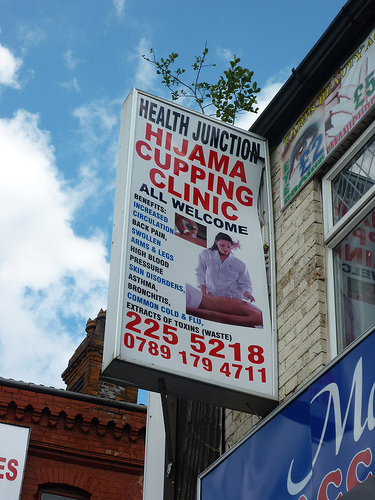 HEALTH JUNCTION
HIJAMA
CUPPING
CLINIC
ALL WELCOME
BENEFITS:
INCREASED
CIRCULATION,
BACK PAIN,
SWOLLEN
ARMS & LEGS
HIGH BLOOD
PRESSURE
SKIN DISORDERS,
ASTHMA,
BRONCHITIS,
COMMON COLD & FLU,
EXTRACTS OF TOXINS (WASTE)
225 5218
0789 179 4711
£2
£5
ES